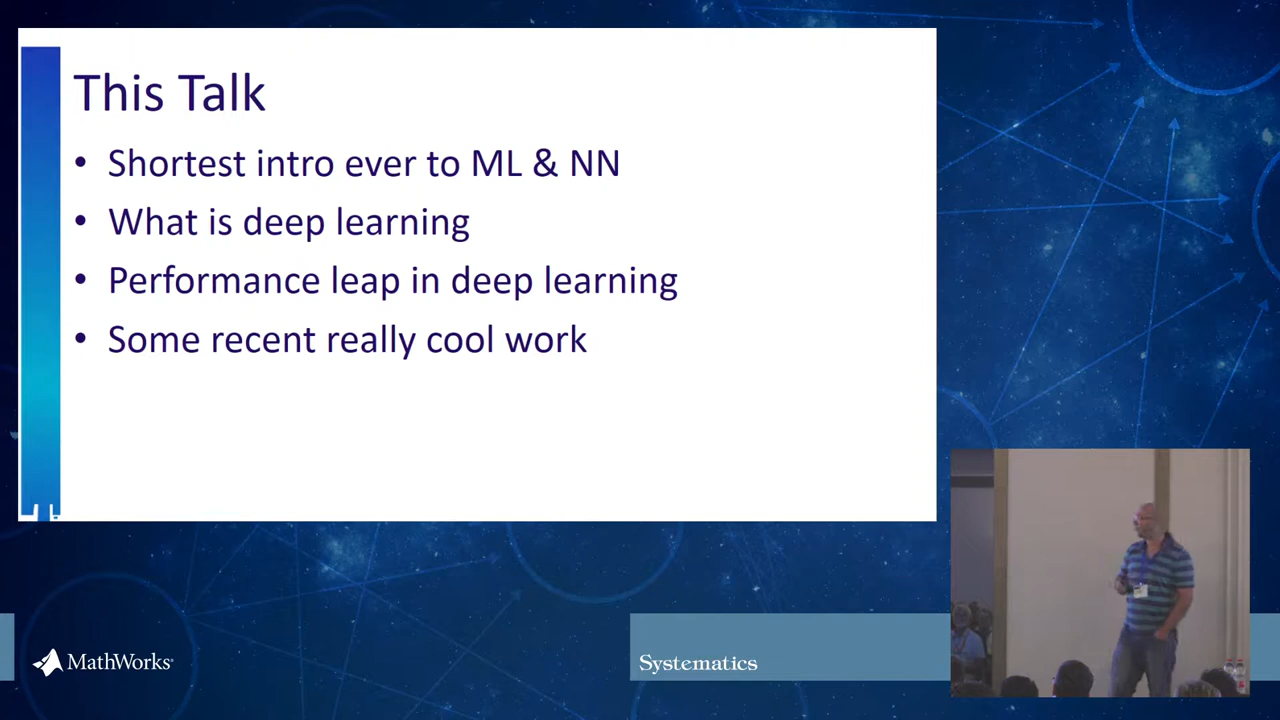 This Talk
• Shortest intro ever to ML & NN
• What is deep learning
• Performance leap in deep learning
• Some recent really cool work
MathWorks®
Systematics